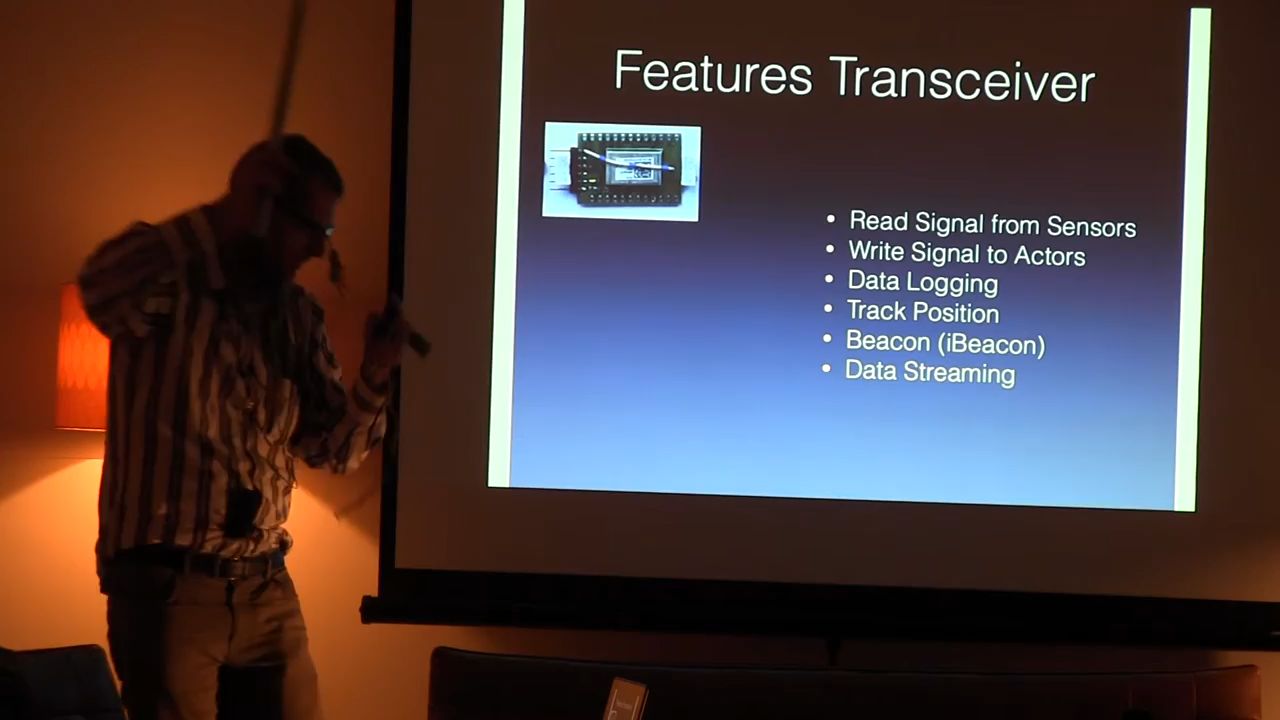 Features Transceiver
• Read Signal from Sensors
• Write Signal to Actors
• Data Logging
• Track Position
• Beacon (iBeacon)
• Data Streaming